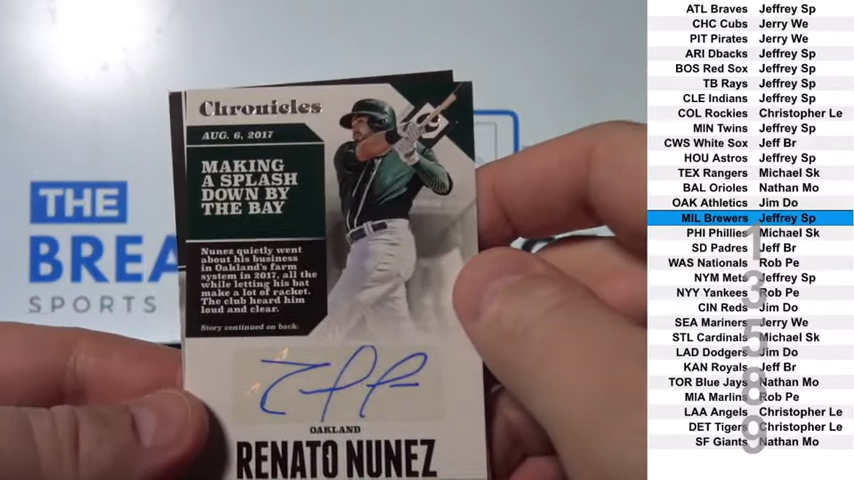 THE
BREA
SPORTS
Chronicles
AUG. 6, 2017
MAKING
A SPLASH
DOWN BY
THE BAY
Nunez quietly went
about his business
in Oakland's farm
system in 2017, all the
while letting his bat
make a lot of racket.
The club heard him
loud and clear.
Story continued on back.
OAKLAND
RENATO NUNEZ
ATL Braves Jeffrey Sp
CHC Cubs Jerry We
PIT Pirates Jerry We
ARI Dbacks Jeffrey Sp
BOS Red Sox Jeffrey Sp
TB Rays Jeffrey Sp
CLE Indians Jeffrey Sp
COL Rockies Christopher Le
MIN Twins Jeffrey Sp
CWS White Sox Jeff Br
HOU Astros Jeffrey Sp
TEX Rangers Michael Sk
BAL Orioles Nathan Mo
OAK Athletics Jim Do
MIL Brewers Jeffrey Sp
PHI Phillies Michael Sk
SD Padres Jeff Br
WAS Nationals Rob Pe
NYM Mets Jeffrey Sp
NYY Yankees Rob Pe
CIN Reds Jim Do
SEA Mariners Jerry We
STL Cardinals Michael Sk
LAD Dodgers Jim Do
KAN Royals Jeff Br
TOR Blue Jays Nathan Mo
MIA Marlins Rob Pe
LAA Angels Christopher Le
DET Tigers Christopher Le
SF Giants Nathan Mo
1
3
5
8
9